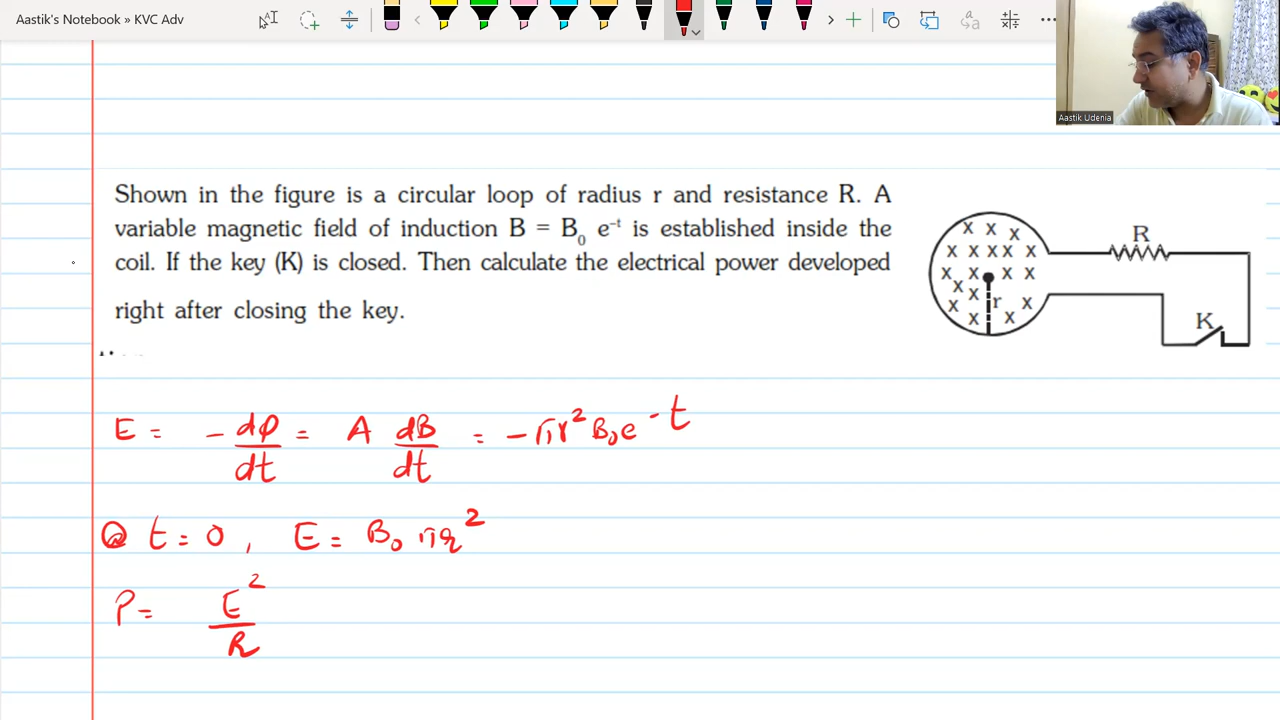 Aastik's Notebook » KVC Adv
Aastik Udenia
Shown in the figure is a circular loop of radius r and resistance R. A
variable magnetic field of induction B = B₀ e⁻ᵗ is established inside the
coil. If the key (K) is closed. Then calculate the electrical power developed
right after closing the key.
R
r
K
E = - dφ/dt = A dB/dt = - πr² B₀ e⁻ᵗ
@ t = 0, E = B₀ πr²
P = E²/R